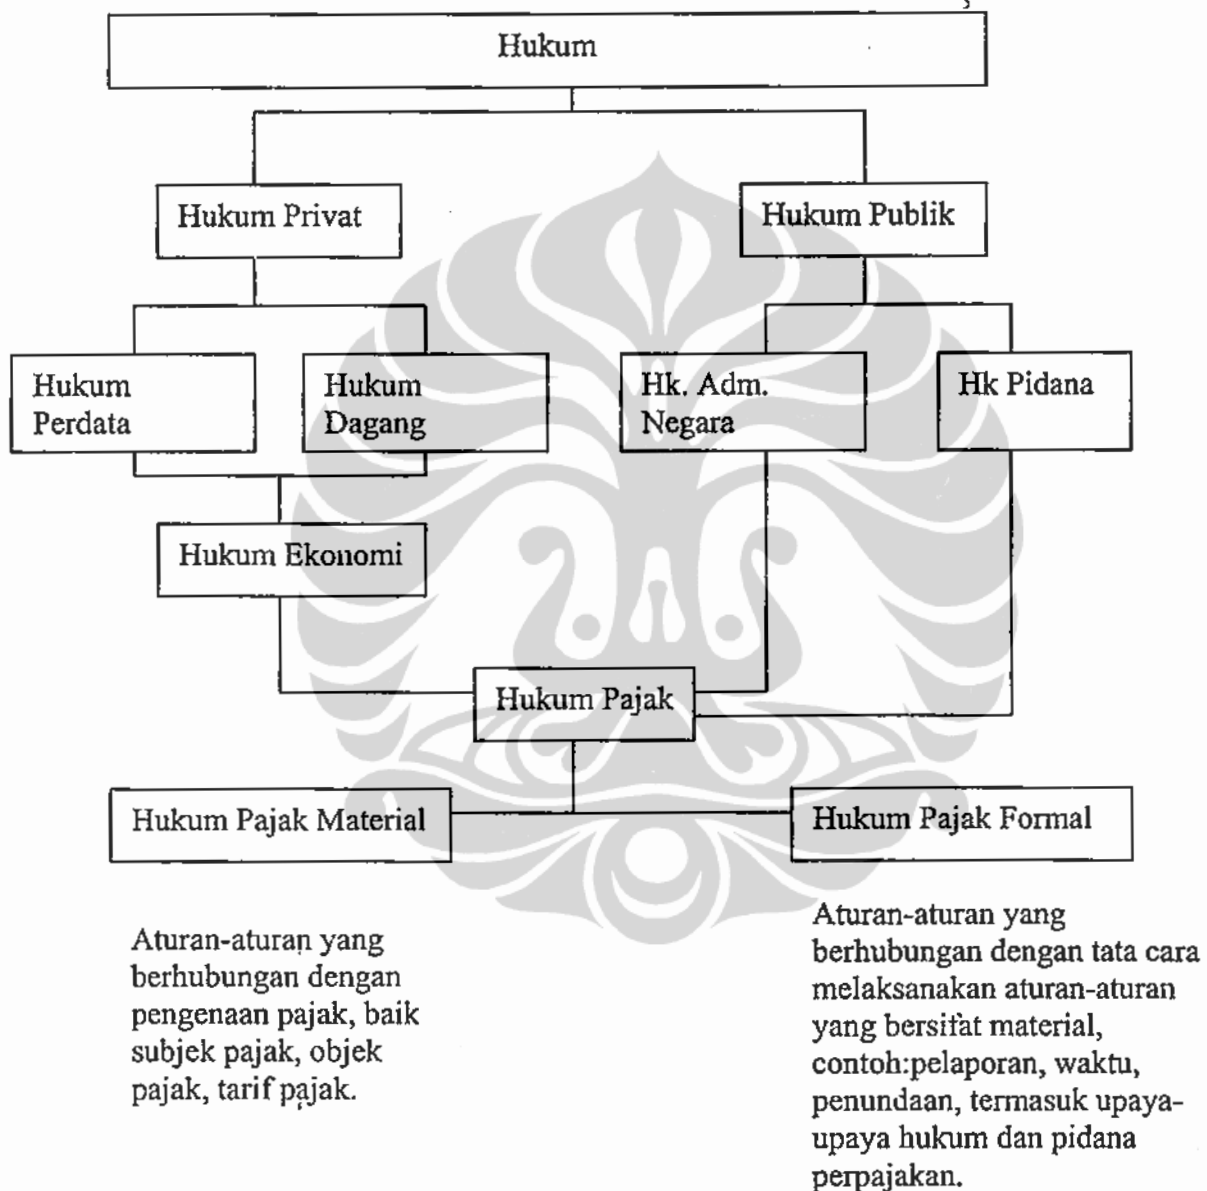 Hukum
Hukum Privat
Hukum Publik
Hukum
Perdata
Hukum
Dagang
Hk. Adm.
Negara
Hk Pidana
Hukum Ekonomi
Hukum Pajak
Hukum Pajak Material
Hukum Pajak Formal
Aturan-aturan yang
berhubungan dengan
pengenaan pajak, baik
subjek pajak, objek
pajak, tarif pajak.
Aturan-aturan yang
berhubungan dengan tata cara
melaksanakan aturan-aturan
yang bersifat material,
contoh:pelaporan, waktu,
penundaan, termasuk upaya-
upaya hukum dan pidana
perpajakan.